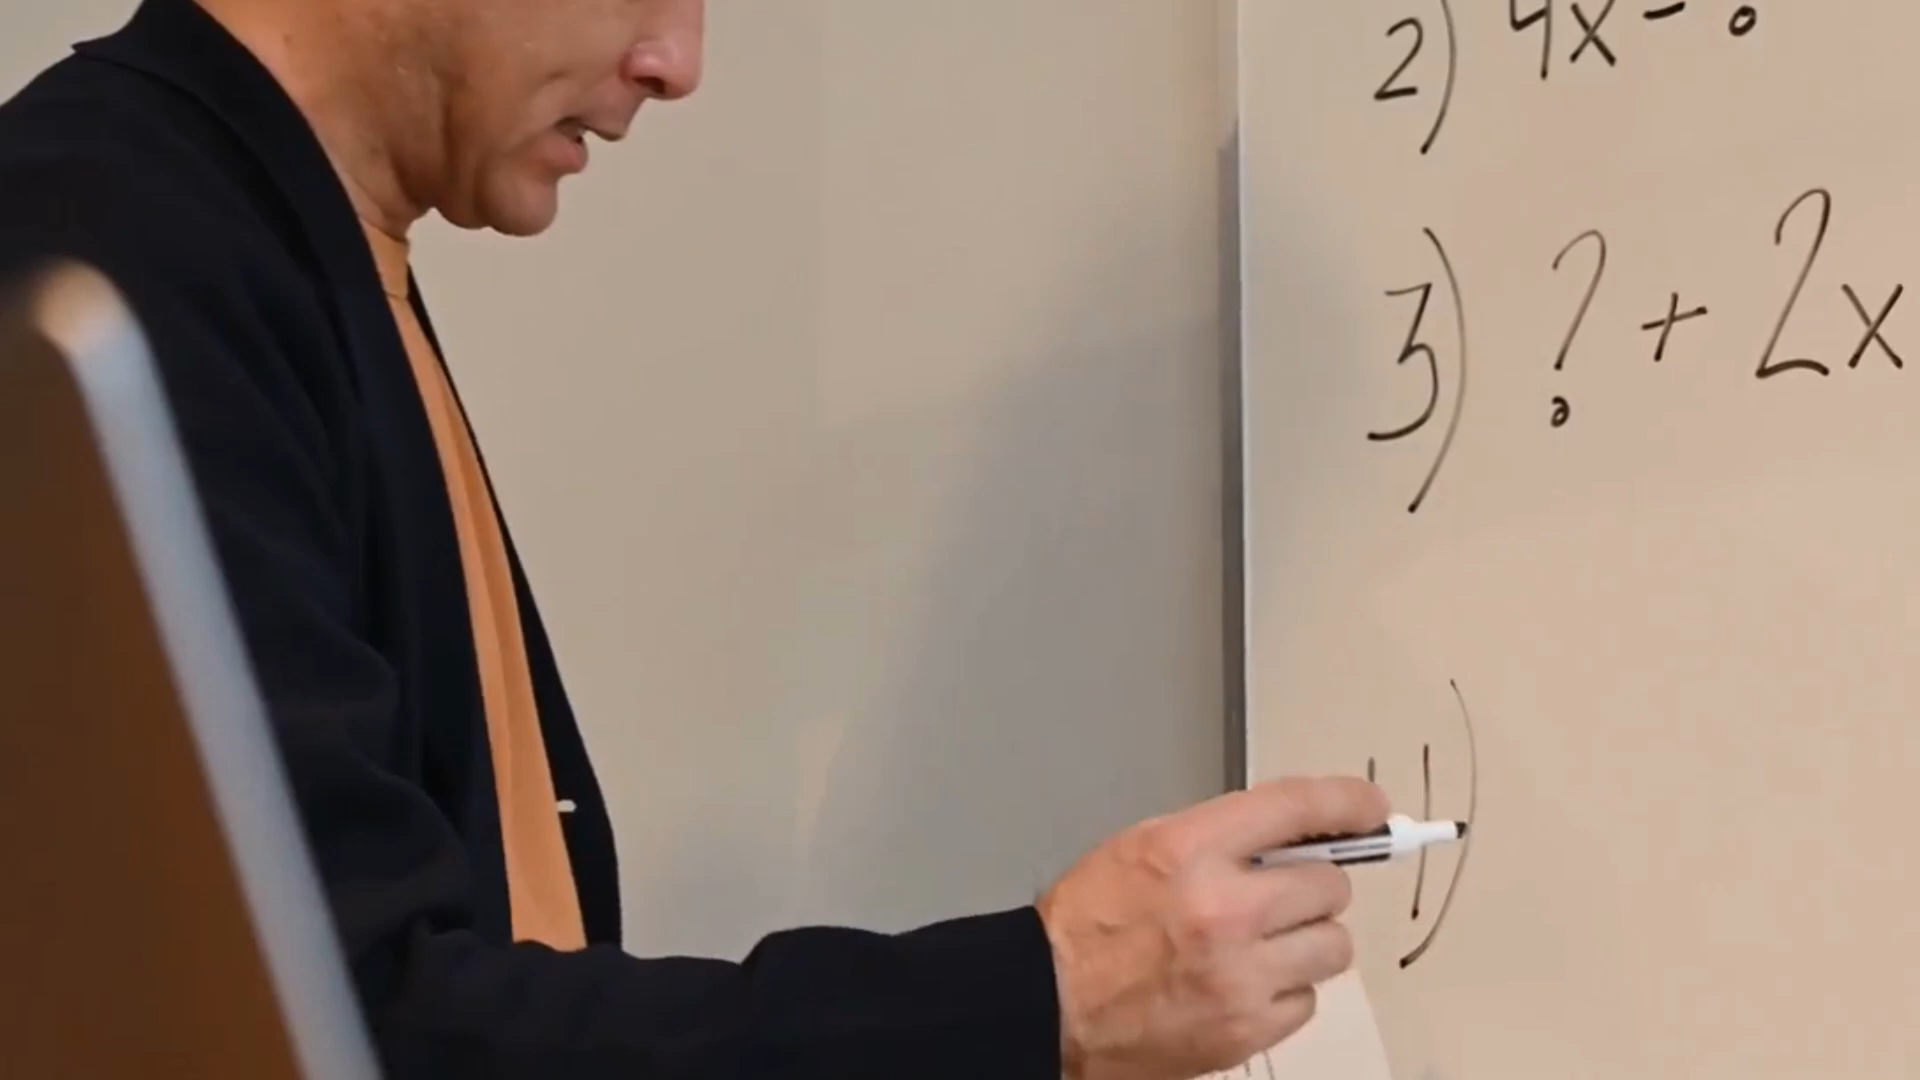 2) 4x - ?
3) ? + 2x
4)